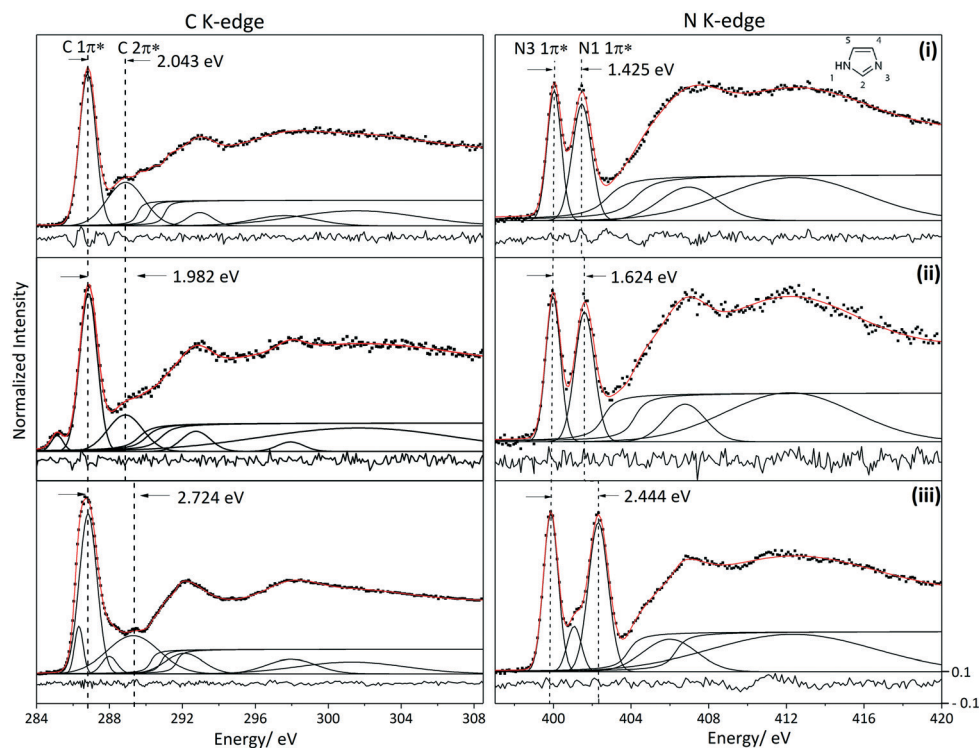 C K-edge
N K-edge
C 1π* C 2π*
2.043 eV
N3 1π* N1 1π*
1.425 eV
(i)
5 4
HN N
1 2 3
1.982 eV
1.624 eV
(ii)
2.724 eV
2.444 eV
(iii)
Normalized Intensity
0.1
- 0.1
284 288 292 296 300 304 308
400 404 408 412 416 420
Energy/ eV
Energy/ eV